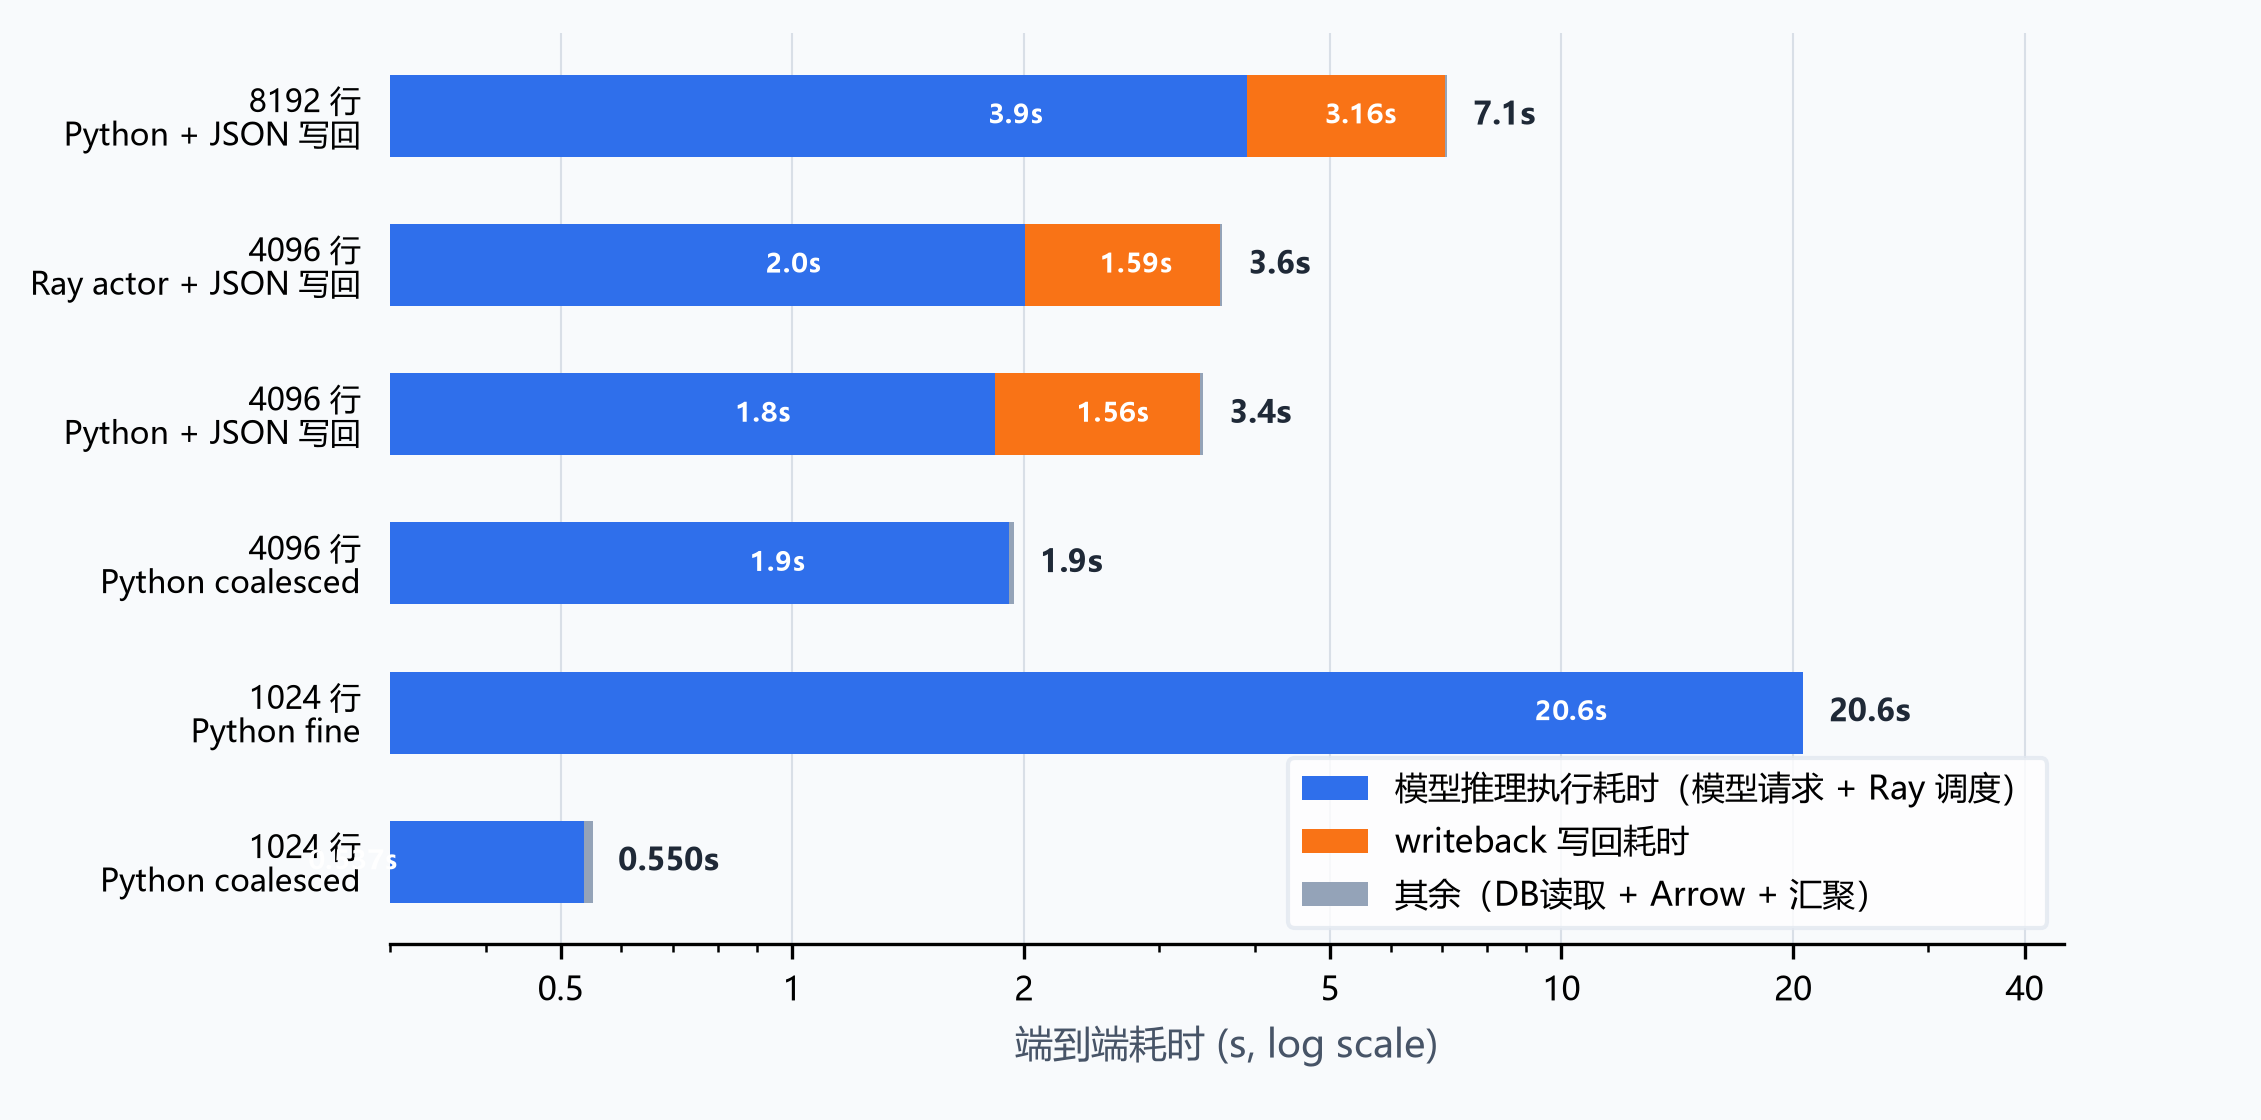 8192 行
Python + JSON 写回
3.9s
3.16s
7.1s
4096 行
Ray actor + JSON 写回
2.0s
1.59s
3.6s
4096 行
Python + JSON 写回
1.8s
1.56s
3.4s
4096 行
Python coalesced
1.9s
1.9s
1024 行
Python fine
20.6s
20.6s
1024 行
Python coalesced
0.550s
模型推理执行耗时（模型请求 + Ray 调度）
writeback 写回耗时
其余（DB读取 + Arrow + 汇聚）
0.5
1
2
5
10
20
40
端到端耗时 (s, log scale)